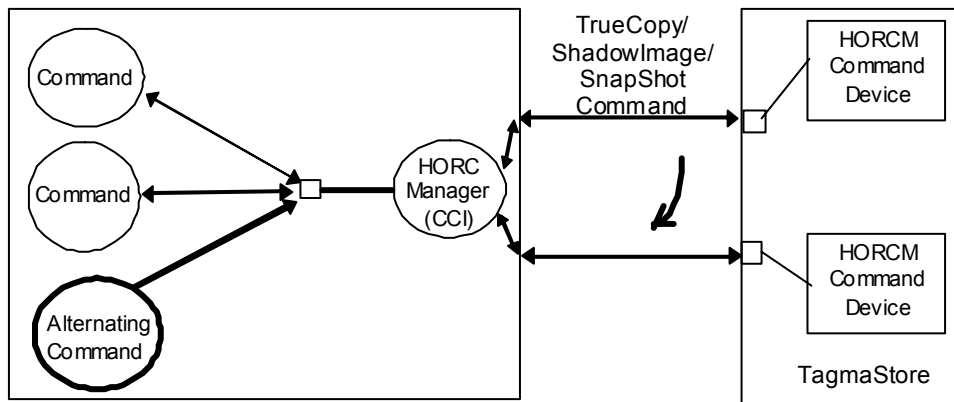 Command
Command
Alternating
Command
HORC
Manager
(CCI)
TrueCopy/
ShadowImage/
SnapShot
Command
HORCM
Command
Device
HORCM
Command
Device
TagmaStore